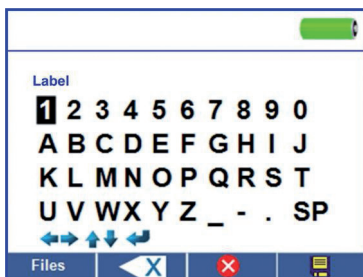 Label
1 2 3 4 5 6 7 8 9 0
A B C D E F G H I J
K L M N O P Q R S T
U V W X Y Z _ - . SP
Files X X